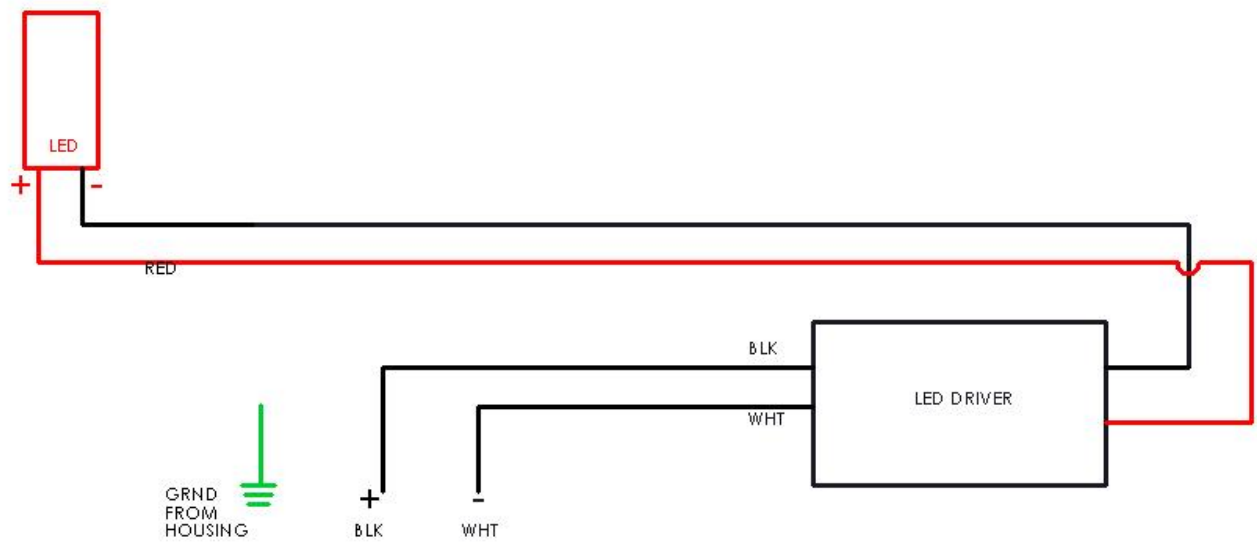 LED
+ -
RED
BLK
LED DRIVER
WHT
GRND
FROM
HOUSING
+ -
BLK WHT